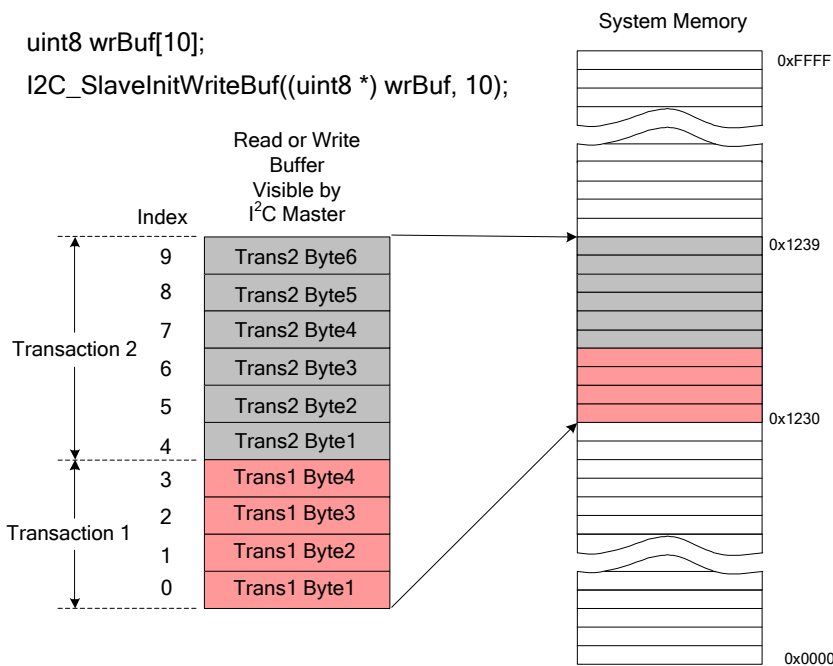 uint8 wrBuf[10];
I2C_SlaveInitWriteBuf((uint8 *) wrBuf, 10);
System Memory
0xFFFF
Read or Write
Buffer
Visible by
I²C Master
Index
9 Trans2 Byte6
8 Trans2 Byte5
7 Trans2 Byte4
Transaction 2
6 Trans2 Byte3
5 Trans2 Byte2
4 Trans2 Byte1
3 Trans1 Byte4
2 Trans1 Byte3
Transaction 1
1 Trans1 Byte2
0 Trans1 Byte1
0x1239
0x1230
0x0000